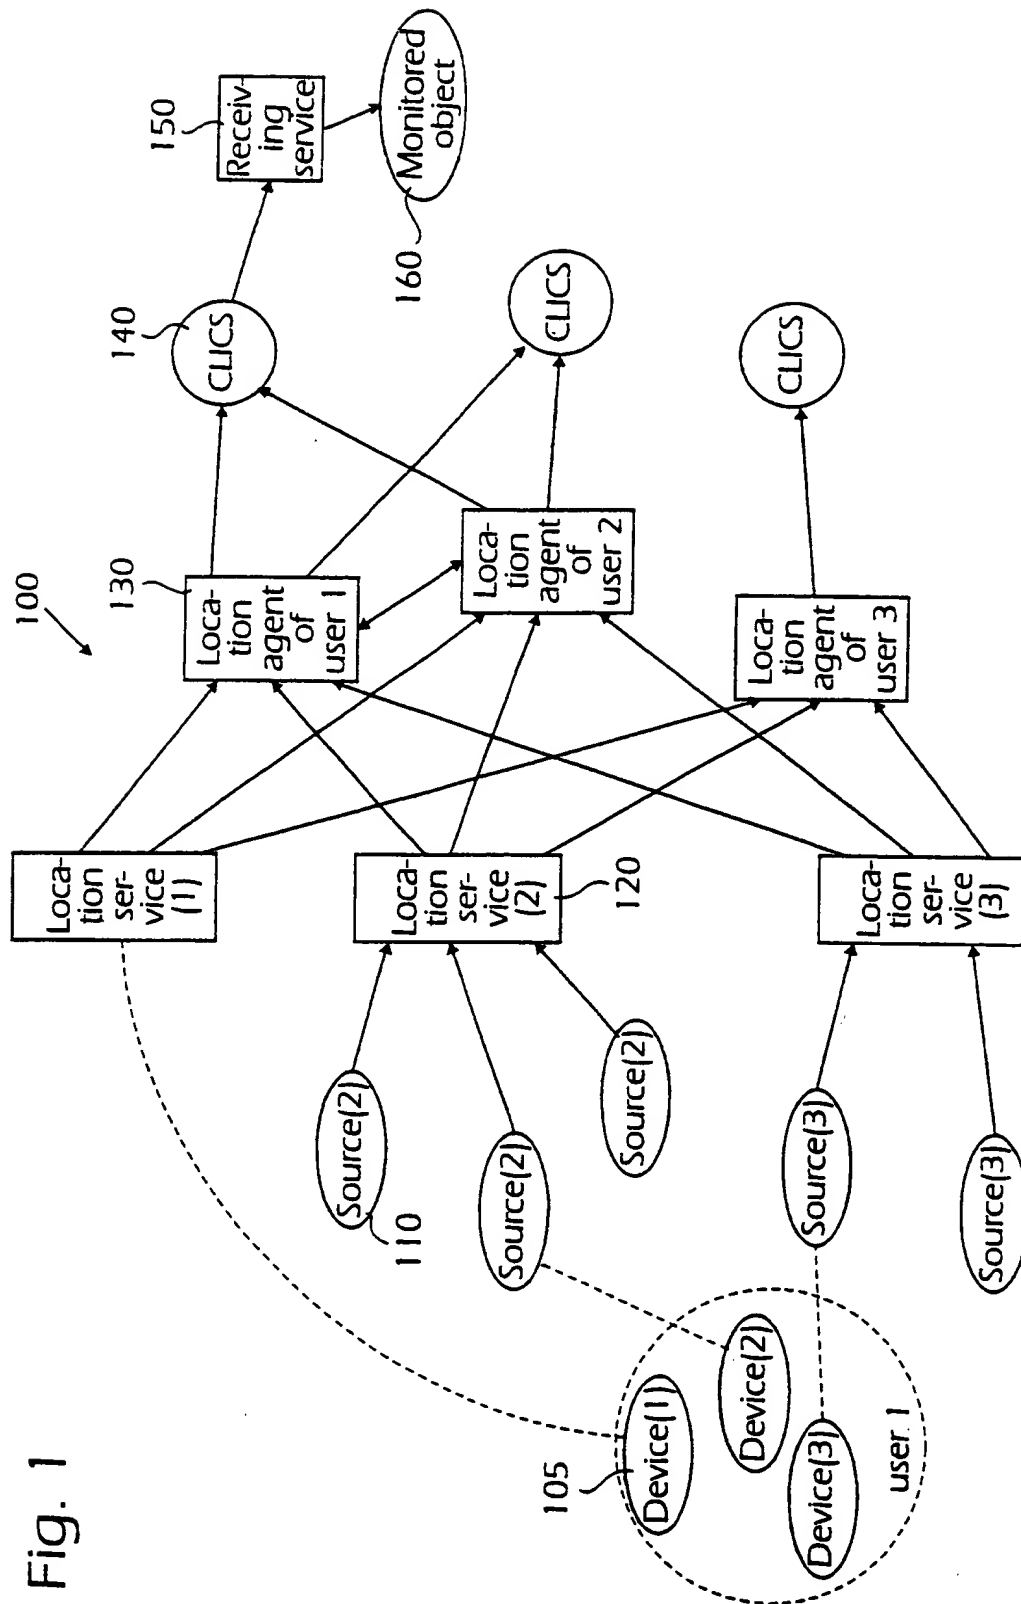 Fig. 1
100
105
Device(1)
Device(2)
Device(3)
user 1
110
Source(2)
Source(2)
Source(2)
Source(3)
Source(3)
Loca-
tion
ser-
vice
(1)
Loca-
tion
ser-
vice
(2)
120
Loca-
tion
ser-
vice
(3)
130
Loca-
tion
agent
of
user 1
Loca-
tion
agent
of
user 2
Loca-
tion
agent
of
user 3
140
CLICS
CLICS
CLICS
150
Receiv-
ing
service
160
Monitored
object